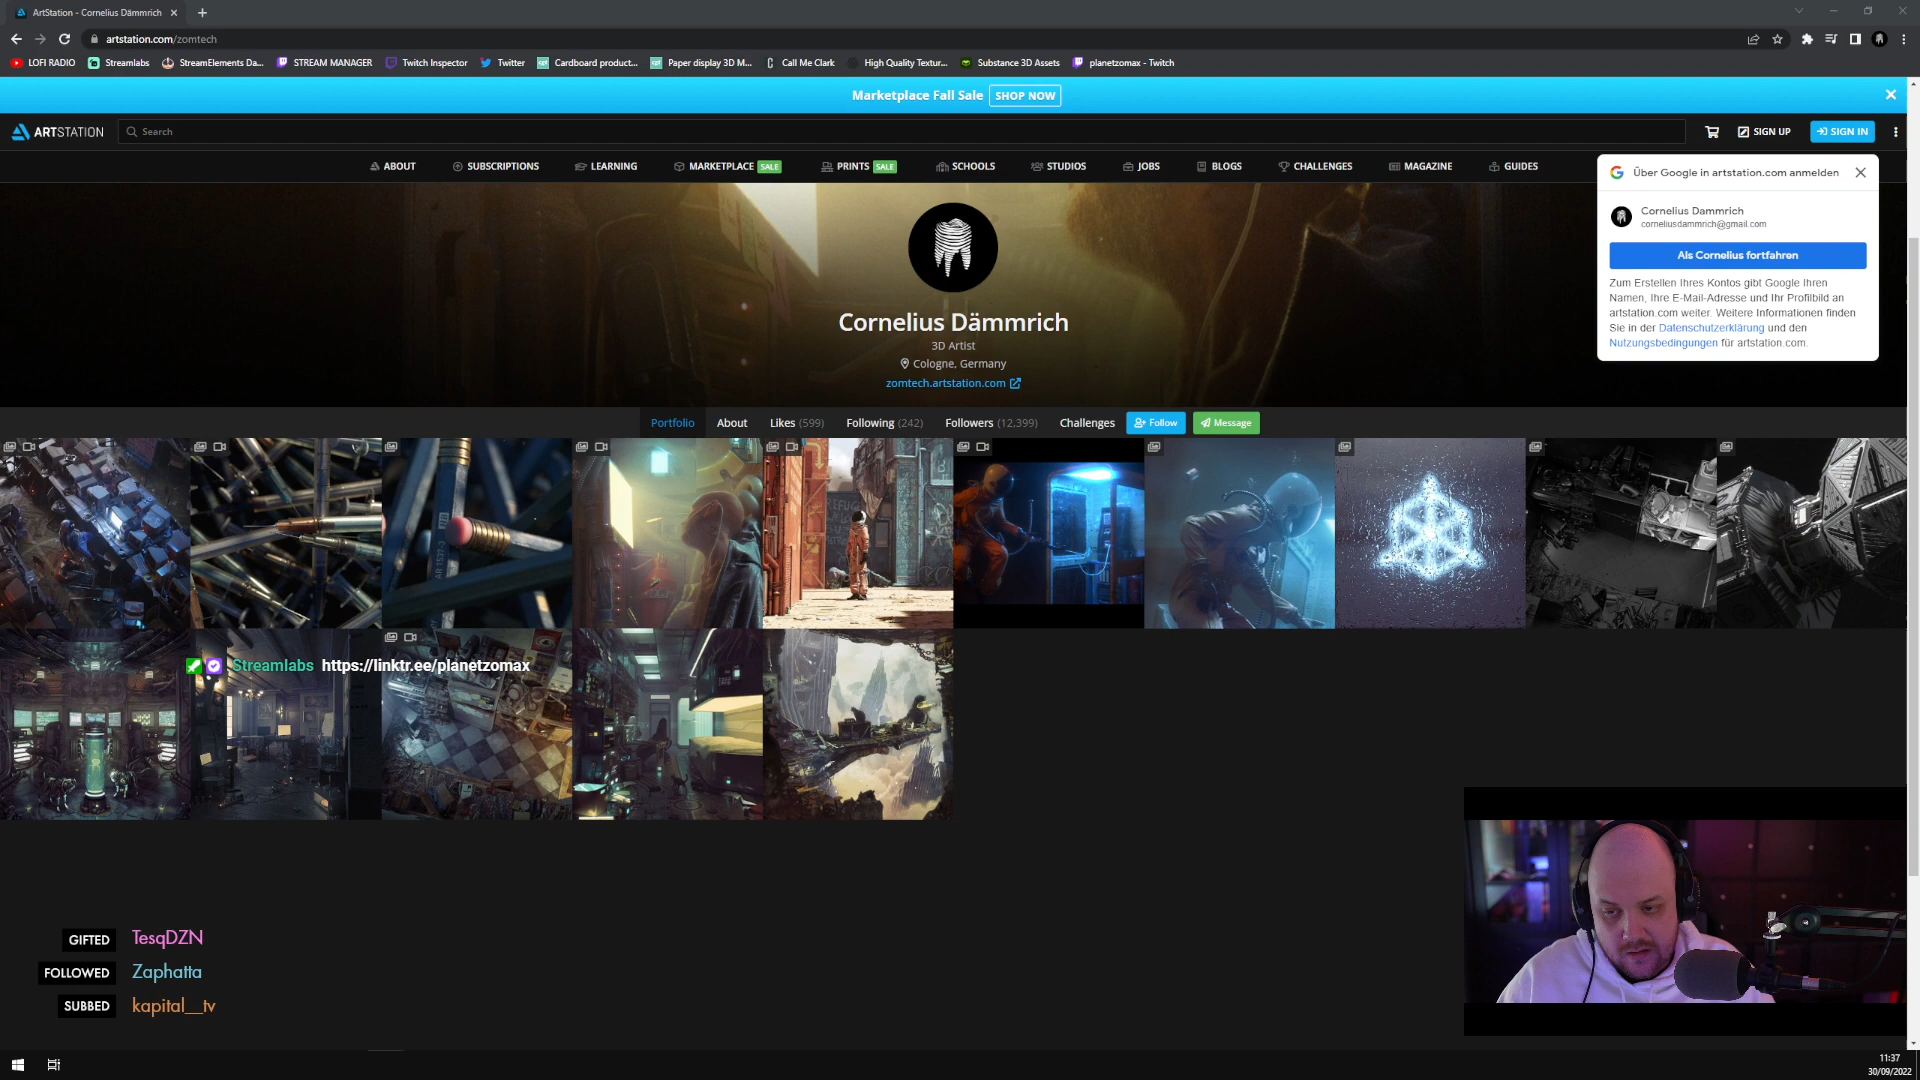 ArtStation - Cornelius Dämmrich
artstation.com/zomtech
LOFI RADIO Streamlabs StreamElements Da... STREAM MANAGER Twitch Inspector Twitter Cardboard product... Paper display 3D M... Call Me Clark High Quality Textur... Substance 3D Assets planetzomax - Twitch
Marketplace Fall Sale SHOP NOW
ARTSTATION Search SIGN UP SIGN IN
ABOUT SUBSCRIPTIONS LEARNING MARKETPLACE SALE PRINTS SALE SCHOOLS STUDIOS JOBS BLOGS CHALLENGES MAGAZINE GUIDES
Über Google in artstation.com anmelden
Cornelius Dammrich
corneliusdammrich@gmail.com
Als Cornelius fortfahren
Zum Erstellen Ihres Kontos gibt Google Ihren
Namen, Ihre E-Mail-Adresse und Ihr Profilbild an
artstation.com weiter. Weitere Informationen finden
Sie in der Datenschutzerklärung und den
Nutzungsbedingungen für artstation.com.
Cornelius Dämmrich
3D Artist
Cologne, Germany
zomtech.artstation.com
Portfolio About Likes (599) Following (242) Followers (12,399) Challenges Follow Message
Streamlabs https://linktr.ee/planetzomax
GIFTED TesqDZN
FOLLOWED Zaphatta
SUBBED kapital__tv
11:37
30/09/2022